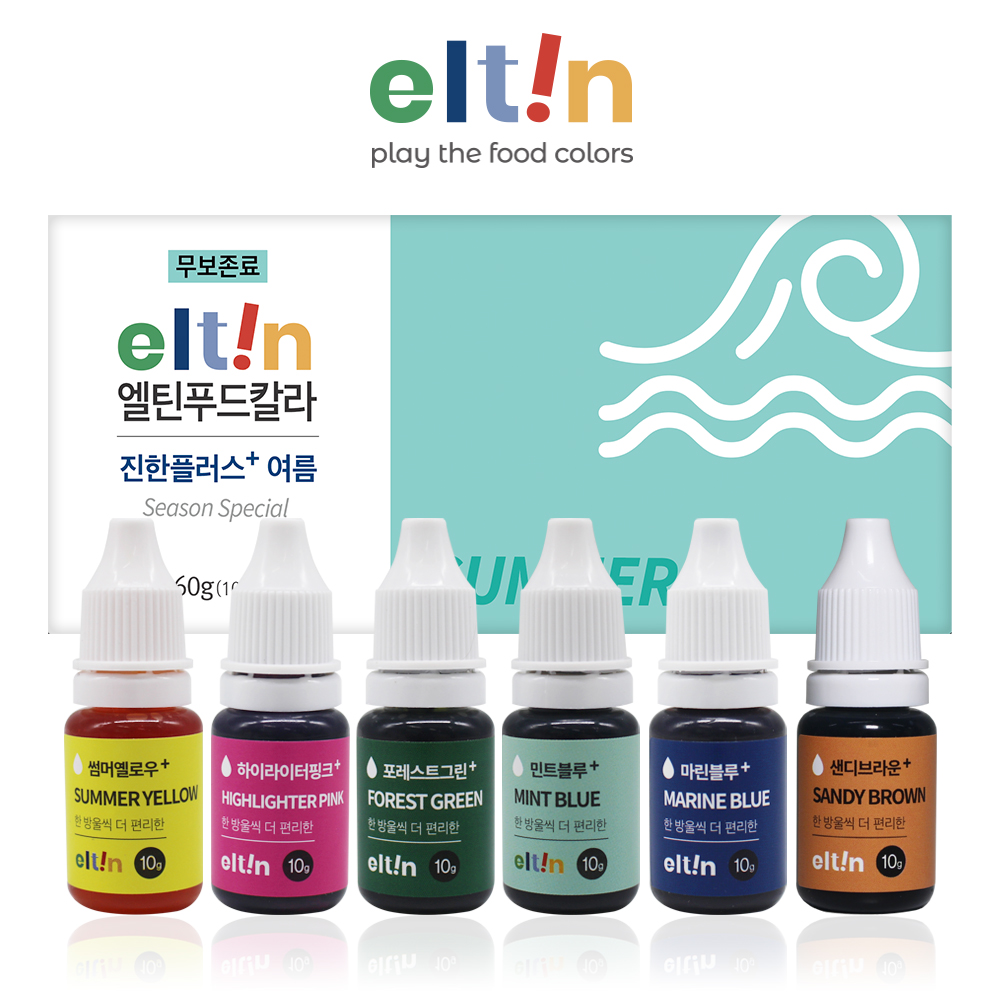 elt!n
play the food colors
무보존료
elt!n
엘틴푸드칼라
진한플러스+ 여름
Season Special
60g
SUMMER
썸머옐로우+
SUMMER YELLOW
한 방울씩 더 편리한
elt!n
10g
하이라이터핑크+
HIGHLIGHTER PINK
한 방울씩 더 편리한
elt!n
10g
포레스트그린+
FOREST GREEN
한 방울씩 더 편리한
elt!n
10g
민트블루+
MINT BLUE
한 방울씩 더 편리한
elt!n
10g
마린블루+
MARINE BLUE
한 방울씩 더 편리한
elt!n
10g
샌디브라운+
SANDY BROWN
한 방울씩 더 편리한
elt!n
10g